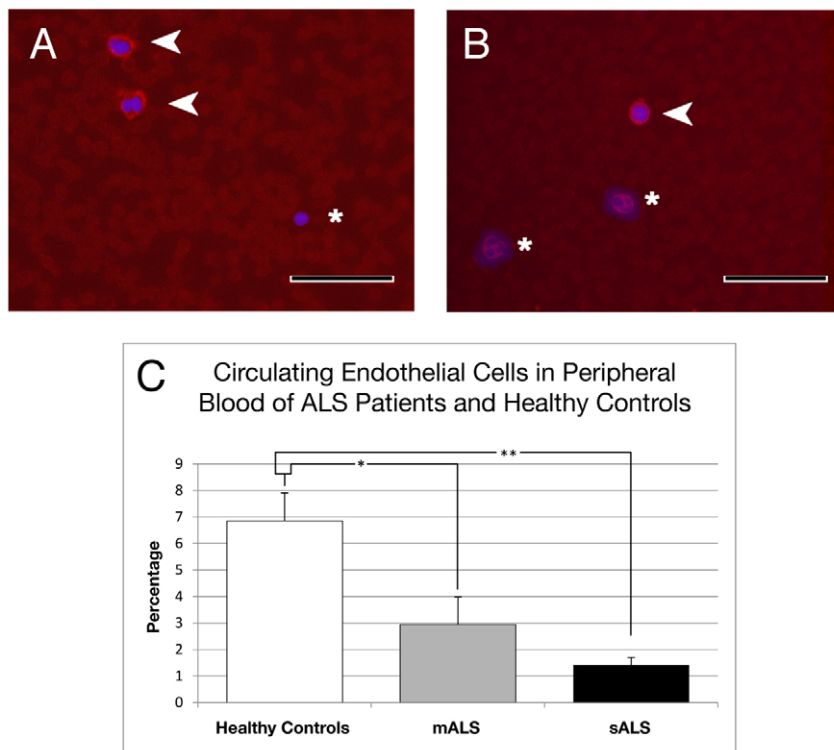 A
*
B
*
*
C
Circulating Endothelial Cells in Peripheral
Blood of ALS Patients and Healthy Controls
**
*
9
8
7
6
5
4
3
2
1
0
Percentage
Healthy Controls mALS sALS